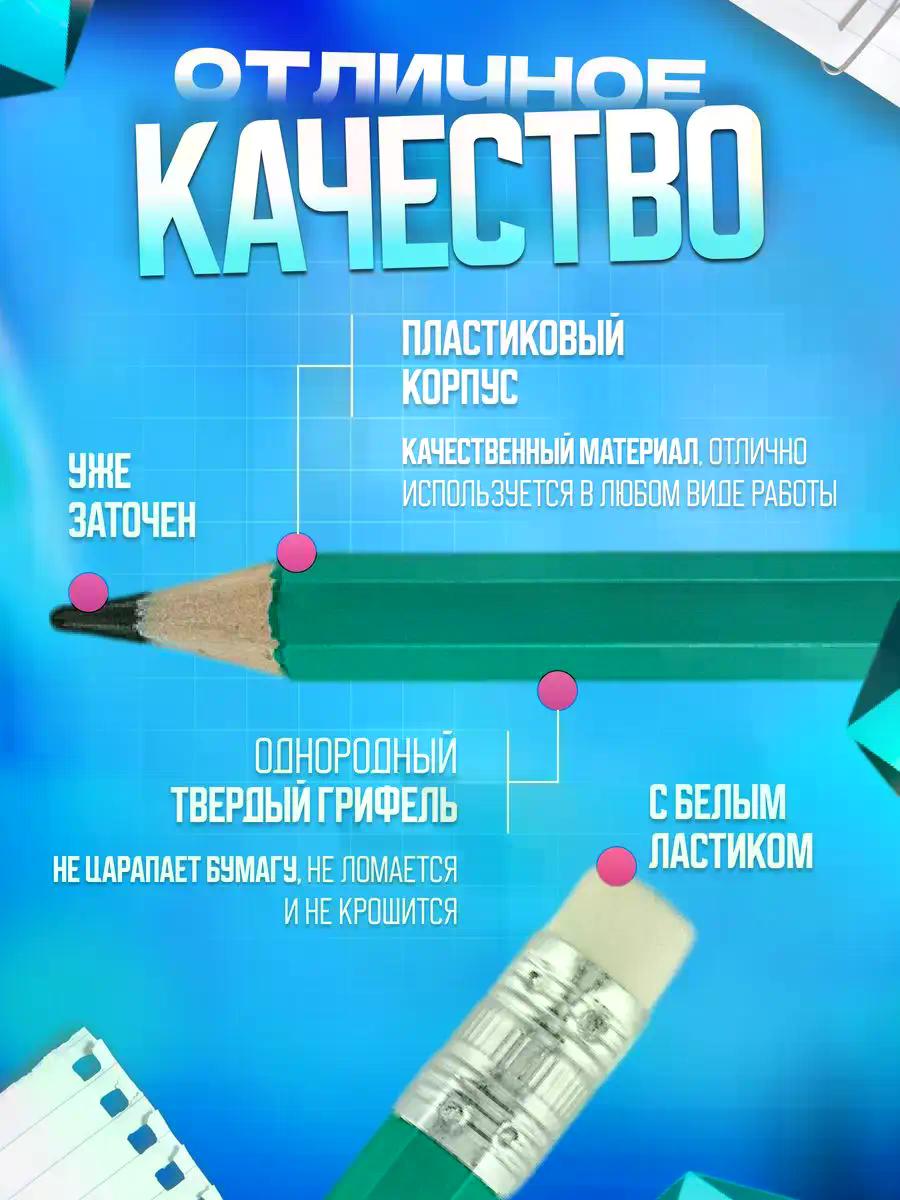 ОТЛИЧНОЕ
КАЧЕСТВО
ПЛАСТИКОВЫЙ
КОРПУС
КАЧЕСТВЕННЫЙ МАТЕРИАЛ, ОТЛИЧНО
ИСПОЛЬЗУЕТСЯ В ЛЮБОМ ВИДЕ РАБОТЫ
УЖЕ
ЗАТОЧЕН
ОДНОРОДНЫЙ
ТВЕРДЫЙ ГРИФЕЛЬ
НЕ ЦАРАПАЕТ БУМАГУ, НЕ ЛОМАЕТСЯ
И НЕ КРОШИТСЯ
С БЕЛЫМ
ЛАСТИКОМ